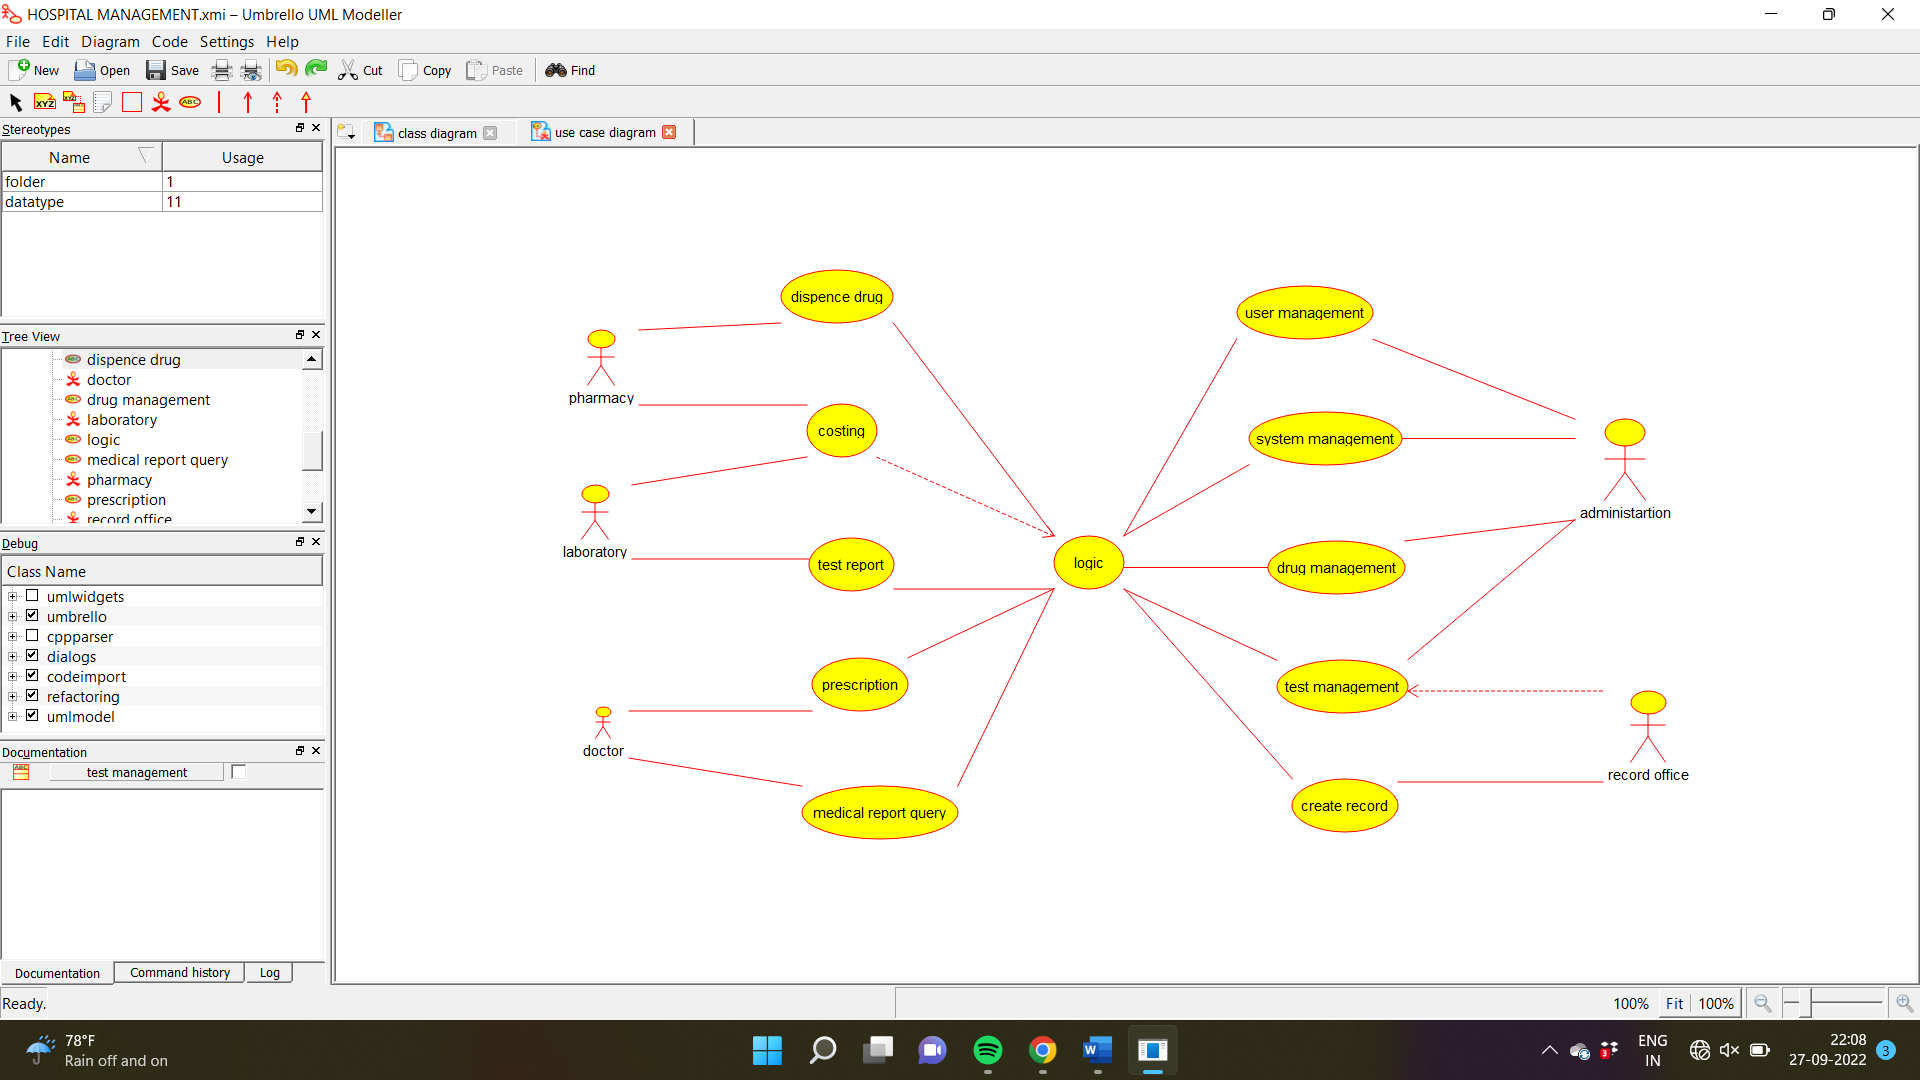 HOSPITAL MANAGEMENT.xmi – Umbrello UML Modeller
File Edit Diagram Code Settings Help
New Open Save Cut Copy Paste Find
XYZ XYZ ABC
Stereotypes
class diagram use case diagram
Name Usage
folder 1
datatype 11
Tree View
dispence drug
doctor
drug management
laboratory
logic
medical report query
pharmacy
prescription
record office
Debug
Class Name
umlwidgets
umbrello
cppparser
dialogs
codeimport
refactoring
umlmodel
Documentation
test management
Documentation Command history Log
dispence drug
user management
pharmacy
costing
system management
administartion
laboratory
test report
logic
drug management
prescription
test management
doctor
record office
medical report query
create record
Ready.
100% Fit 100%
78°F
Rain off and on
W
3
ENG
IN
22:08
27-09-2022
3